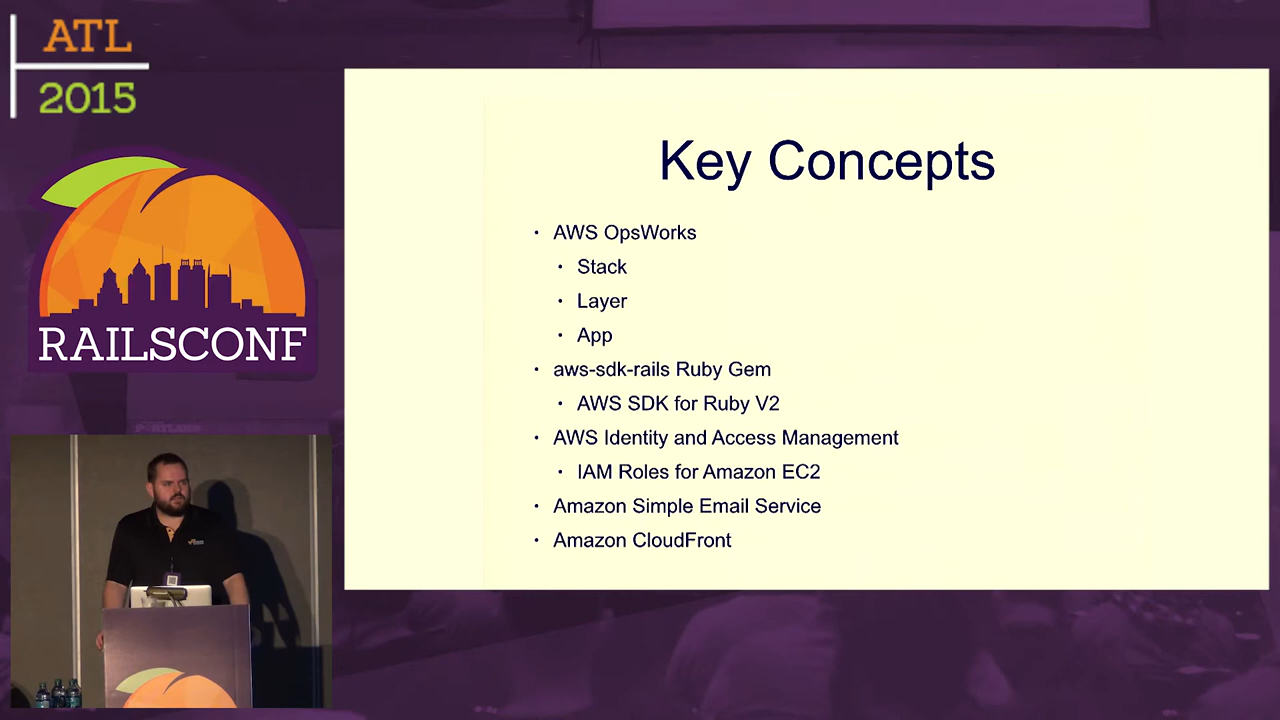 ATL
2015
RAILSCONF
Key Concepts
· AWS OpsWorks
· Stack
· Layer
· App
· aws-sdk-rails Ruby Gem
· AWS SDK for Ruby V2
· AWS Identity and Access Management
· IAM Roles for Amazon EC2
· Amazon Simple Email Service
· Amazon CloudFront